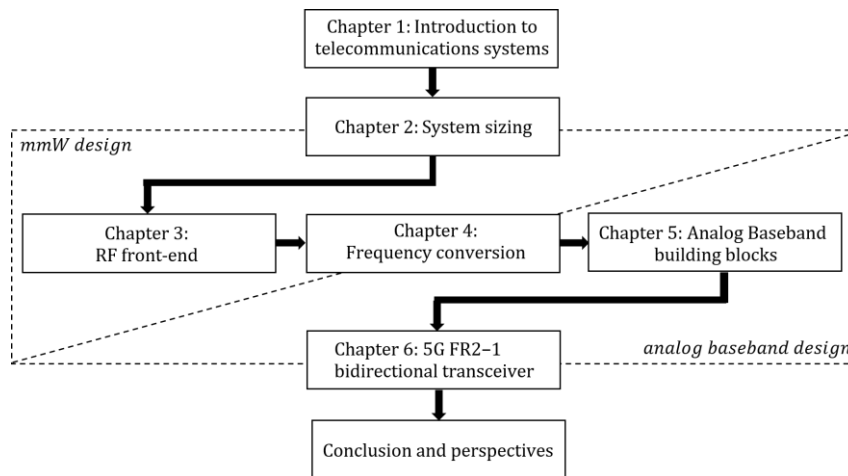 Chapter 1: Introduction to
telecommunications systems
Chapter 2: System sizing
mmW design
Chapter 3:
RF front-end
Chapter 4:
Frequency conversion
Chapter 5: Analog Baseband
building blocks
Chapter 6: 5G FR2–1
bidirectional transceiver
analog baseband design
Conclusion and perspectives